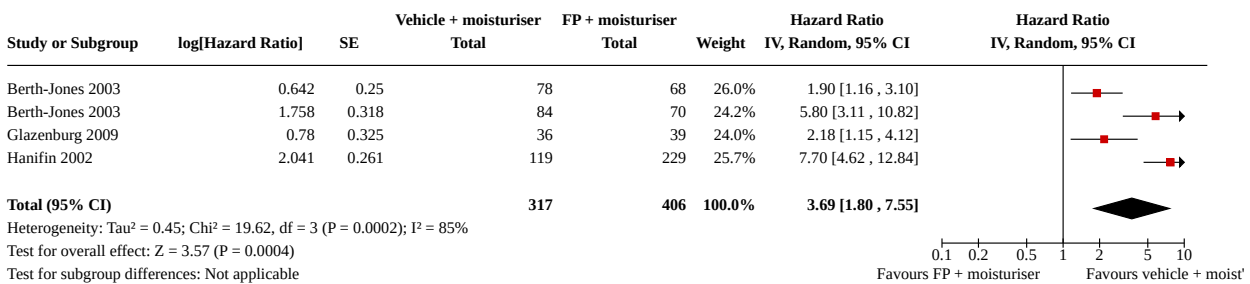 Vehicle + moisturiser FP + moisturiser Hazard Ratio Hazard Ratio
Study or Subgroup log[Hazard Ratio] SE Total Total Weight IV, Random, 95% CI IV, Random, 95% CI
Berth-Jones 2003 0.642 0.25 78 68 26.0% 1.90 [1.16 , 3.10]
Berth-Jones 2003 1.758 0.318 84 70 24.2% 5.80 [3.11 , 10.82]
Glazenburg 2009 0.78 0.325 36 39 24.0% 2.18 [1.15 , 4.12]
Hanifin 2002 2.041 0.261 119 229 25.7% 7.70 [4.62 , 12.84]
Total (95% CI) 317 406 100.0% 3.69 [1.80 , 7.55]
Heterogeneity: Tau² = 0.45; Chi² = 19.62, df = 3 (P = 0.0002); I² = 85%
Test for overall effect: Z = 3.57 (P = 0.0004) 0.1 0.2 0.5 1 2 5 10
Test for subgroup differences: Not applicable Favours FP + moisturiser Favours vehicle + moist'